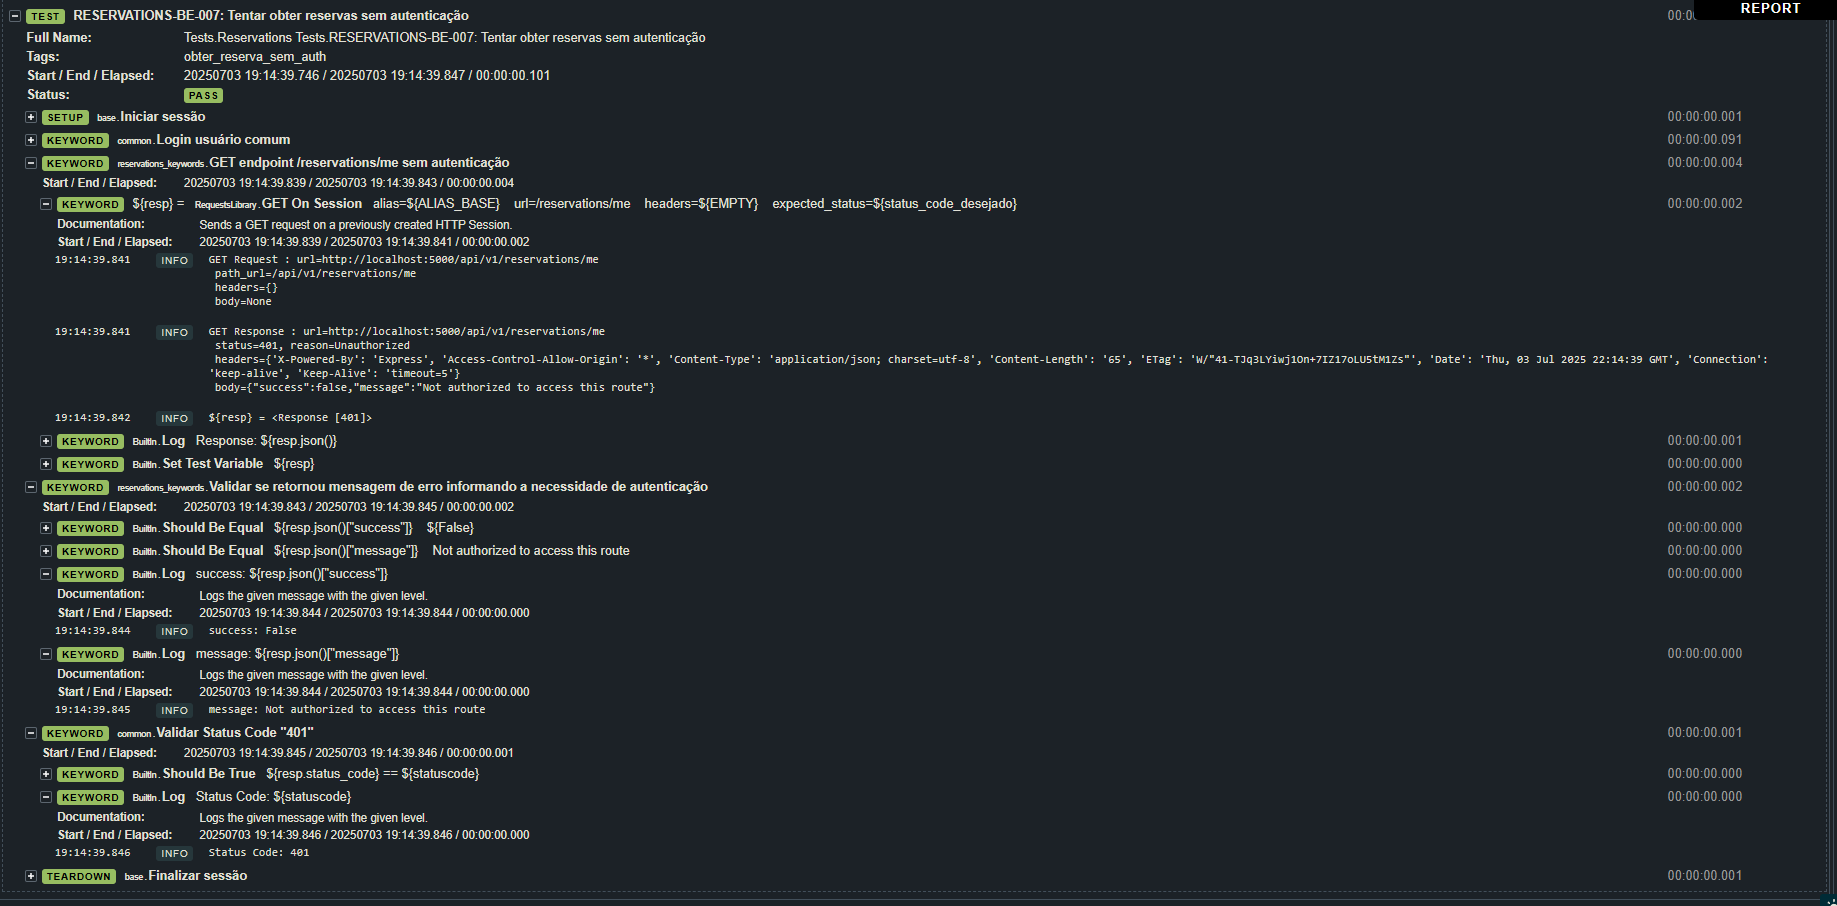 REPORT
TEST RESERVATIONS-BE-007: Tentar obter reservas sem autenticação 00:0
Full Name: Tests.Reservations Tests.RESERVATIONS-BE-007: Tentar obter reservas sem autenticação
Tags: obter_reserva_sem_auth
Start / End / Elapsed: 20250703 19:14:39.746 / 20250703 19:14:39.847 / 00:00:00.101
Status: PASS
SETUP base.Iniciar sessão 00:00:00.001
KEYWORD common.Login usuário comum 00:00:00.091
KEYWORD reservations_keywords.GET endpoint /reservations/me sem autenticação 00:00:00.004
Start / End / Elapsed: 20250703 19:14:39.839 / 20250703 19:14:39.843 / 00:00:00.004
KEYWORD ${resp} = RequestsLibrary.GET On Session alias=${ALIAS_BASE} url=/reservations/me headers=${EMPTY} expected_status=${status_code_desejado} 00:00:00.002
Documentation: Sends a GET request on a previously created HTTP Session.
Start / End / Elapsed: 20250703 19:14:39.839 / 20250703 19:14:39.841 / 00:00:00.002
19:14:39.841 INFO GET Request : url=http://localhost:5000/api/v1/reservations/me
path_url=/api/v1/reservations/me
headers={}
body=None
19:14:39.841 INFO GET Response : url=http://localhost:5000/api/v1/reservations/me
status=401, reason=Unauthorized
headers={'X-Powered-By': 'Express', 'Access-Control-Allow-Origin': '*', 'Content-Type': 'application/json; charset=utf-8', 'Content-Length': '65', 'ETag': 'W/"41-TJq3LYiwj1On+7IZ17oLU5tM1Zs"', 'Date': 'Thu, 03 Jul 2025 22:14:39 GMT', 'Connection':
'keep-alive', 'Keep-Alive': 'timeout=5'}
body={"success":false,"message":"Not authorized to access this route"}
19:14:39.842 INFO ${resp} = <Response [401]>
KEYWORD BuiltIn.Log Response: ${resp.json()} 00:00:00.001
KEYWORD BuiltIn.Set Test Variable ${resp} 00:00:00.000
KEYWORD reservations_keywords.Validar se retornou mensagem de erro informando a necessidade de autenticação 00:00:00.002
Start / End / Elapsed: 20250703 19:14:39.843 / 20250703 19:14:39.845 / 00:00:00.002
KEYWORD BuiltIn.Should Be Equal ${resp.json()["success"]} ${False} 00:00:00.000
KEYWORD BuiltIn.Should Be Equal ${resp.json()["message"]} Not authorized to access this route 00:00:00.000
KEYWORD BuiltIn.Log success: ${resp.json()["success"]} 00:00:00.000
Documentation: Logs the given message with the given level.
Start / End / Elapsed: 20250703 19:14:39.844 / 20250703 19:14:39.844 / 00:00:00.000
19:14:39.844 INFO success: False
KEYWORD BuiltIn.Log message: ${resp.json()["message"]} 00:00:00.000
Documentation: Logs the given message with the given level.
Start / End / Elapsed: 20250703 19:14:39.844 / 20250703 19:14:39.844 / 00:00:00.000
19:14:39.845 INFO message: Not authorized to access this route
KEYWORD common.Validar Status Code "401" 00:00:00.001
Start / End / Elapsed: 20250703 19:14:39.845 / 20250703 19:14:39.846 / 00:00:00.001
KEYWORD BuiltIn.Should Be True ${resp.status_code} == ${statuscode} 00:00:00.000
KEYWORD BuiltIn.Log Status Code: ${statuscode} 00:00:00.000
Documentation: Logs the given message with the given level.
Start / End / Elapsed: 20250703 19:14:39.846 / 20250703 19:14:39.846 / 00:00:00.000
19:14:39.846 INFO Status Code: 401
TEARDOWN base.Finalizar sessão 00:00:00.001